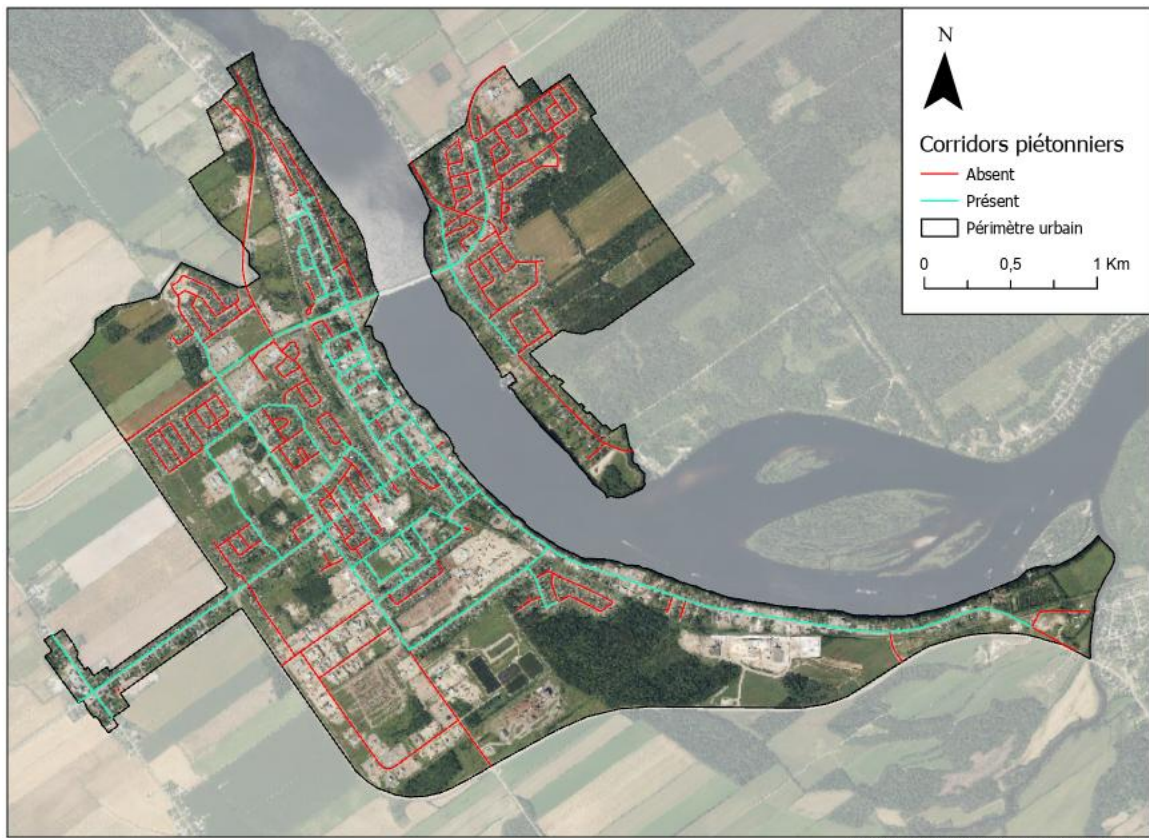 N
Corridors piétonniers
Absent
Présent
Périmètre urbain
0 0,5 1 Km